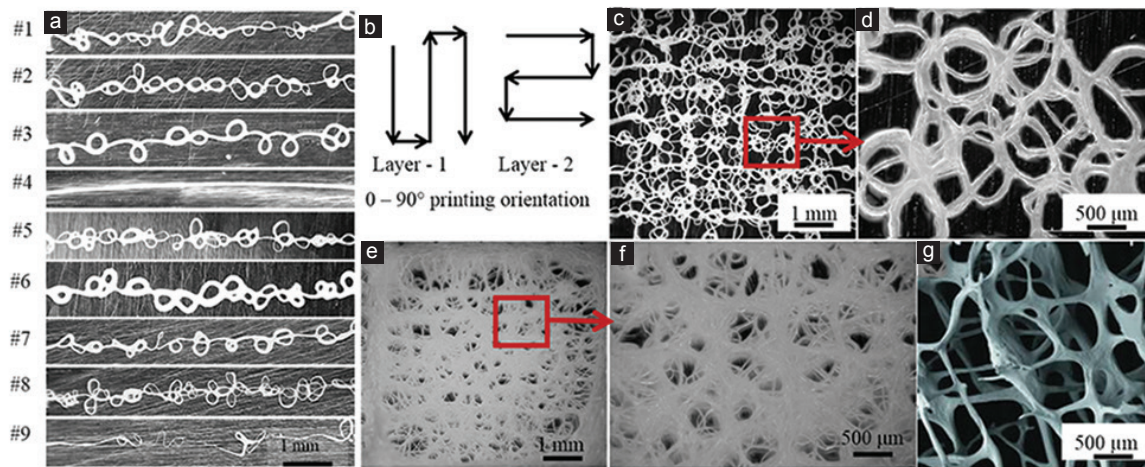 a
#1
#2
#3
#4
#5
#6
#7
#8
#9
1 mm
b
Layer - 1
Layer - 2
0 – 90° printing orientation
c
1 mm
d
500 μm
e
1 mm
f
500 μm
g
500 μm